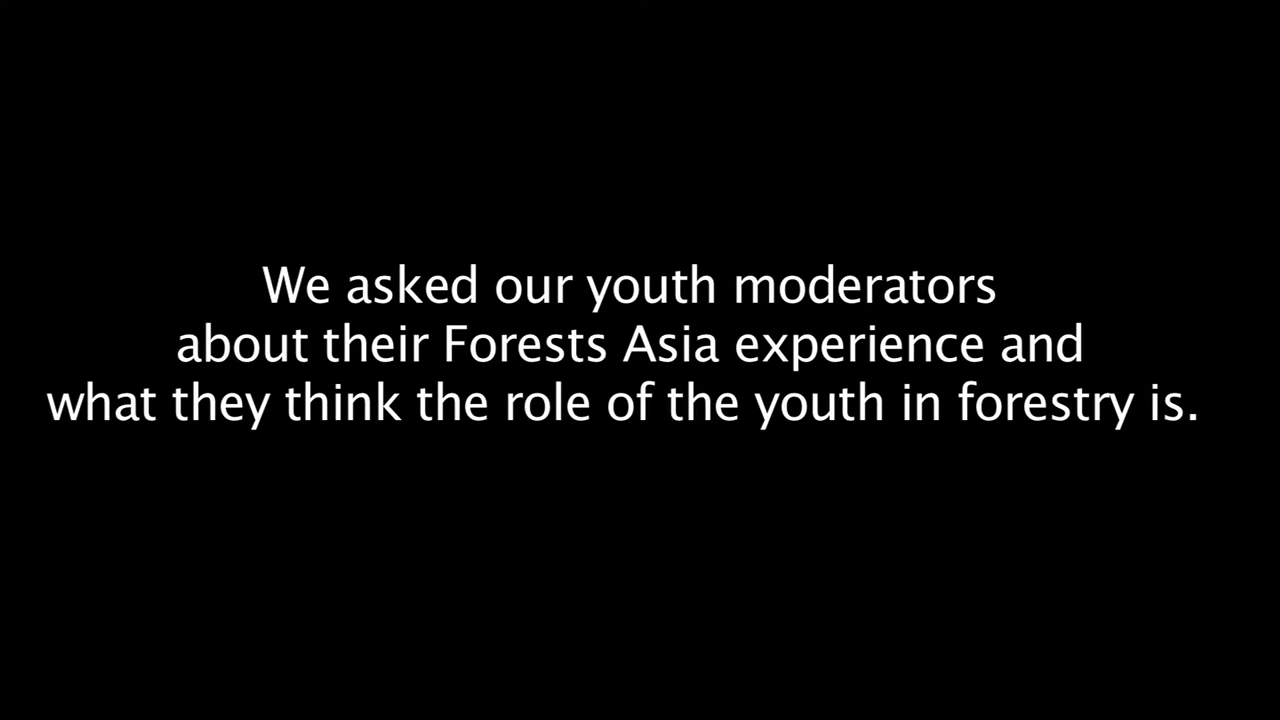 We asked our youth moderators
about their Forests Asia experience and
what they think the role of the youth in forestry is.